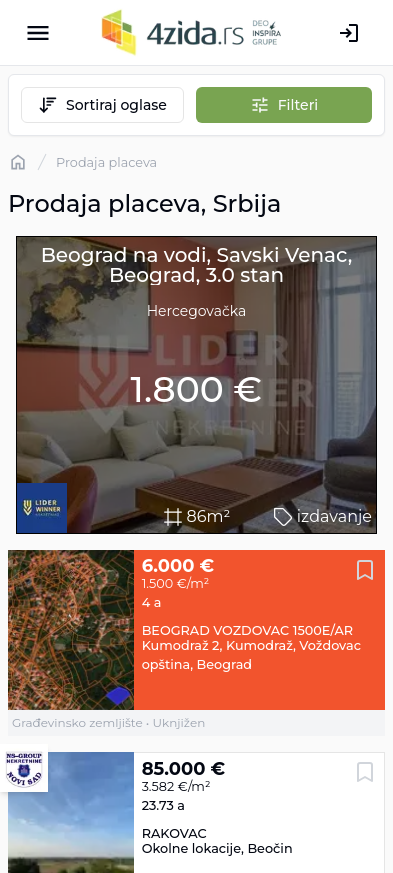 4zida.rs
DEO
INSPIRA
GRUPE
Sortiraj oglase
Filteri
/ Prodaja placeva
Prodaja placeva, Srbija
Beograd na vodi, Savski Venac,
Beograd, 3.0 stan
Hercegovačka
LIDER
WINNER
NEKRETNINE
1.800 €
LIDER
WINNER
86m²
izdavanje
6.000 €
1.500 €/m²
4 a
BEOGRAD VOZDOVAC 1500E/AR
Kumodraž 2, Kumodraž, Voždovac
opština, Beograd
Građevinsko zemljište • Uknjižen
NS-GROUP
NEKRETNINE
NOVI SAD
85.000 €
3.582 €/m²
23.73 a
RAKOVAC
Okolne lokacije, Beočin